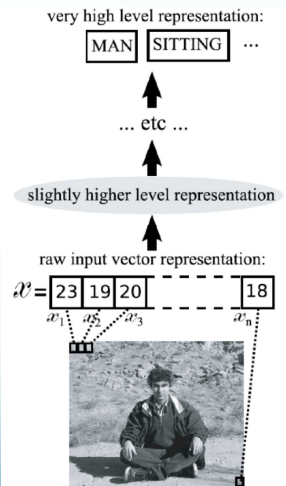 very high level representation:
MAN SITTING ...
... etc ...
slightly higher level representation
raw input vector representation:
x = 23 19 20 18
x1 x2 x3 xn